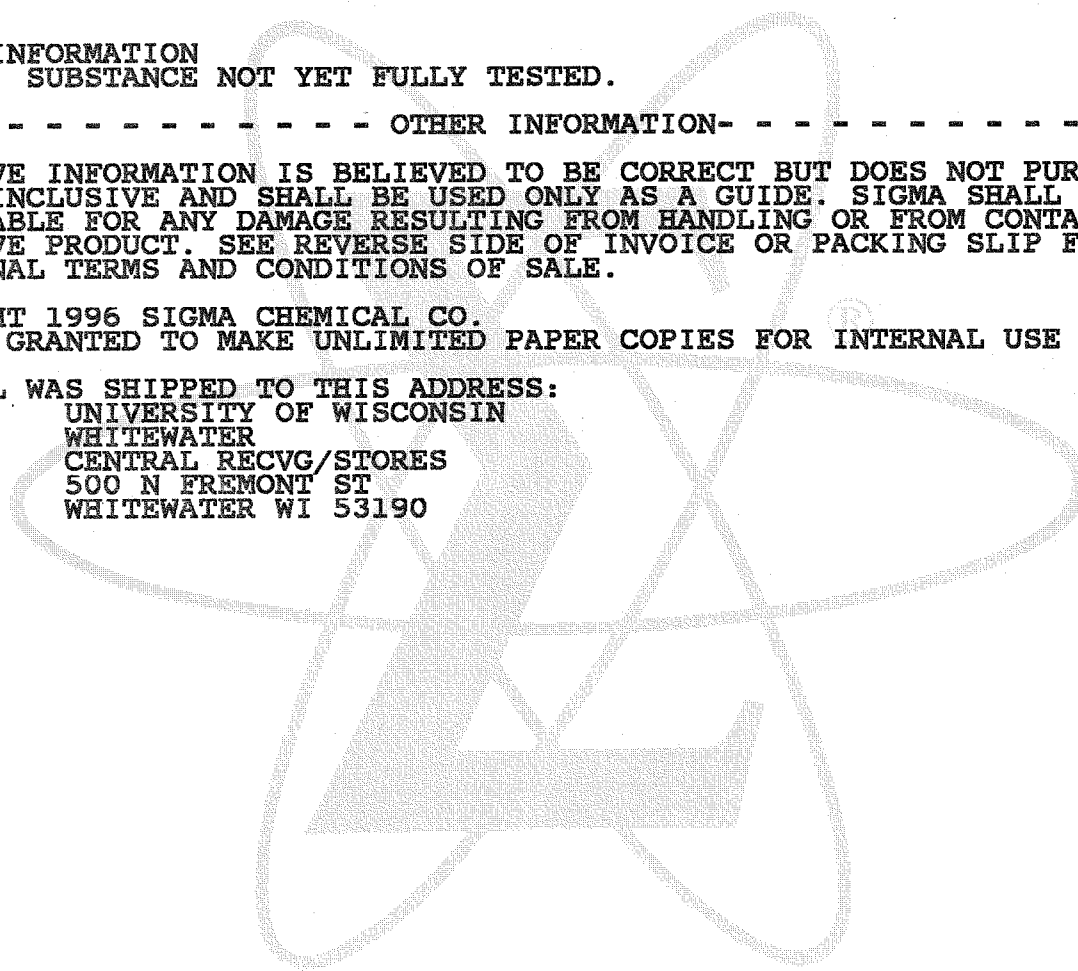 INFORMATION
SUBSTANCE NOT YET FULLY TESTED.
- - - - - - - - - - OTHER INFORMATION- - - - - - - - - -
VE INFORMATION IS BELIEVED TO BE CORRECT BUT DOES NOT PUR
INCLUSIVE AND SHALL BE USED ONLY AS A GUIDE. SIGMA SHALL
ABLE FOR ANY DAMAGE RESULTING FROM HANDLING OR FROM CONTA
VE PRODUCT. SEE REVERSE SIDE OF INVOICE OR PACKING SLIP F
NAL TERMS AND CONDITIONS OF SALE.
HT 1996 SIGMA CHEMICAL CO.
GRANTED TO MAKE UNLIMITED PAPER COPIES FOR INTERNAL USE
L WAS SHIPPED TO THIS ADDRESS:
UNIVERSITY OF WISCONSIN
WHITEWATER
CENTRAL RECVG/STORES
500 N FREMONT ST
WHITEWATER WI 53190
®